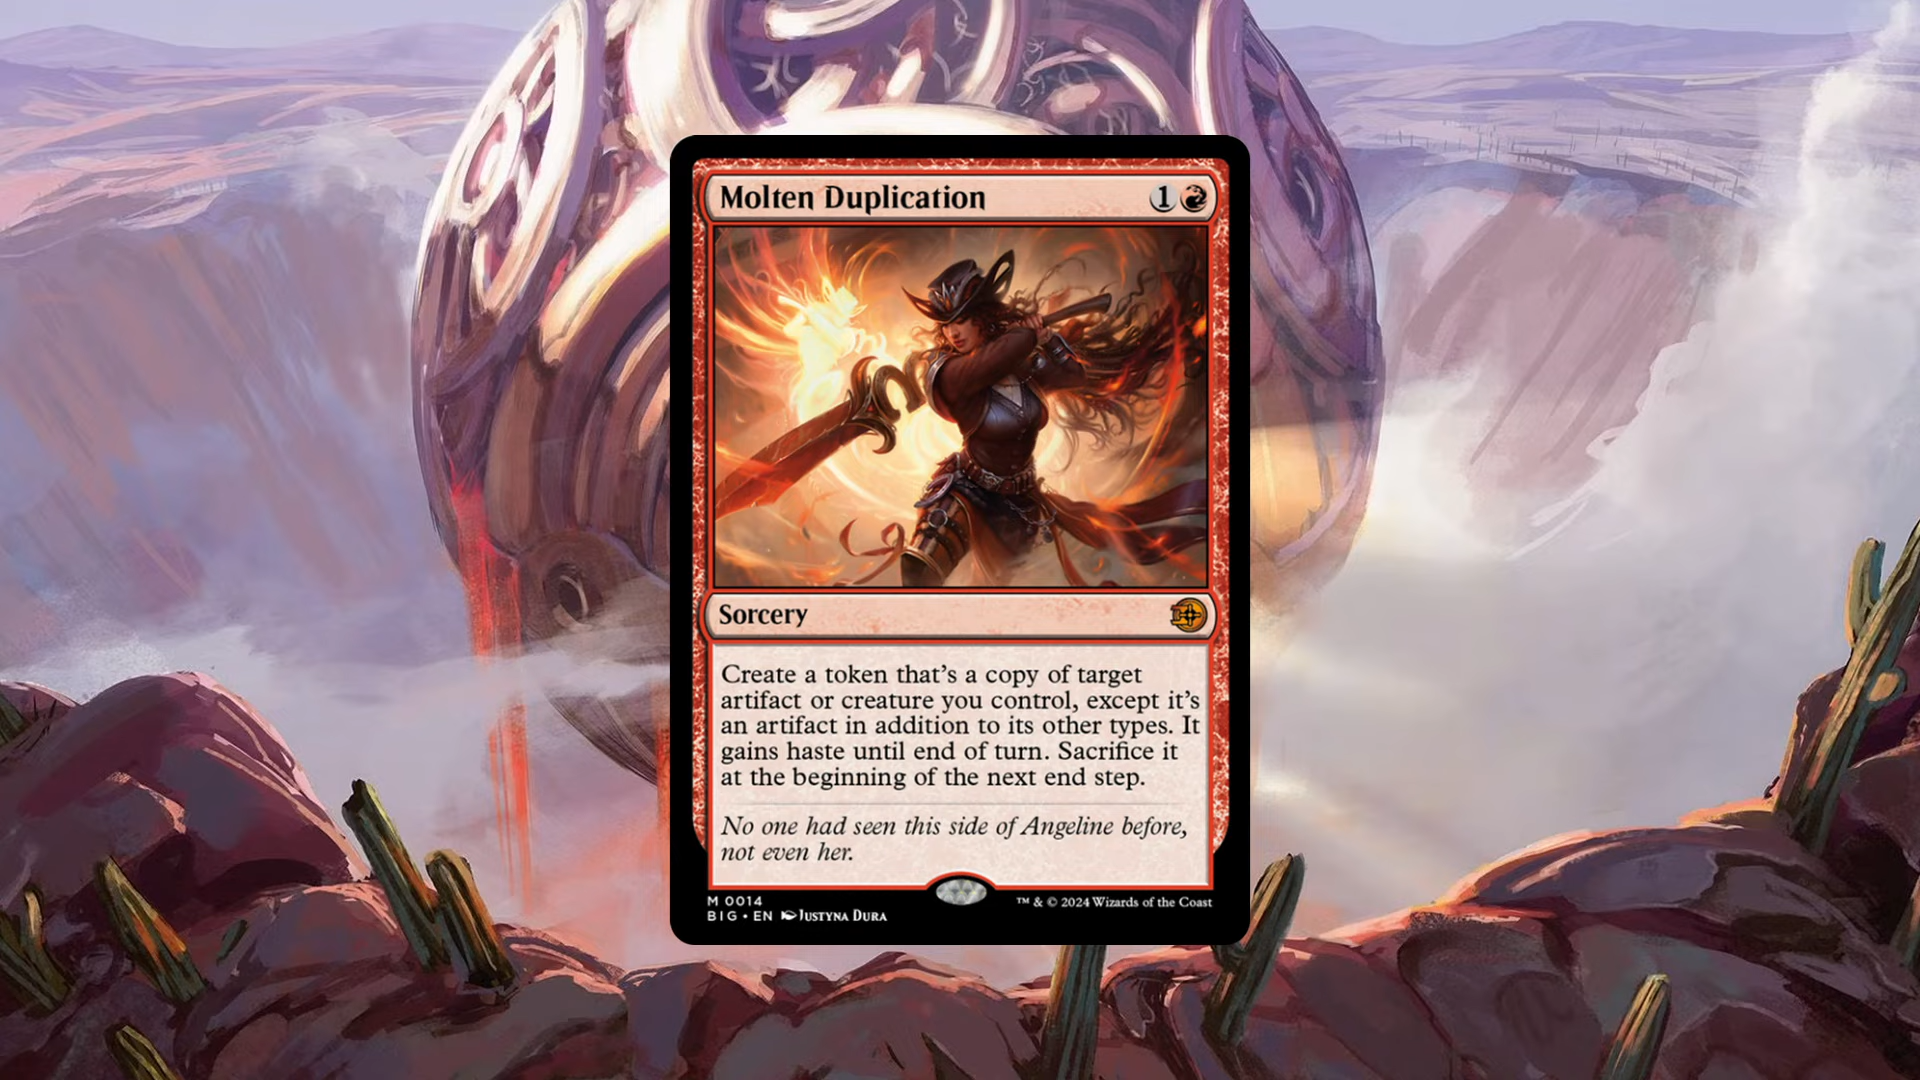 Molten Duplication 1
Sorcery
Create a token that's a copy of target
artifact or creature you control, except it's
an artifact in addition to its other types. It
gains haste until end of turn. Sacrifice it
at the beginning of the next end step.
No one had seen this side of Angeline before,
not even her.
M 0014
BIG • EN Justyna Dura
™ & © 2024 Wizards of the Coast